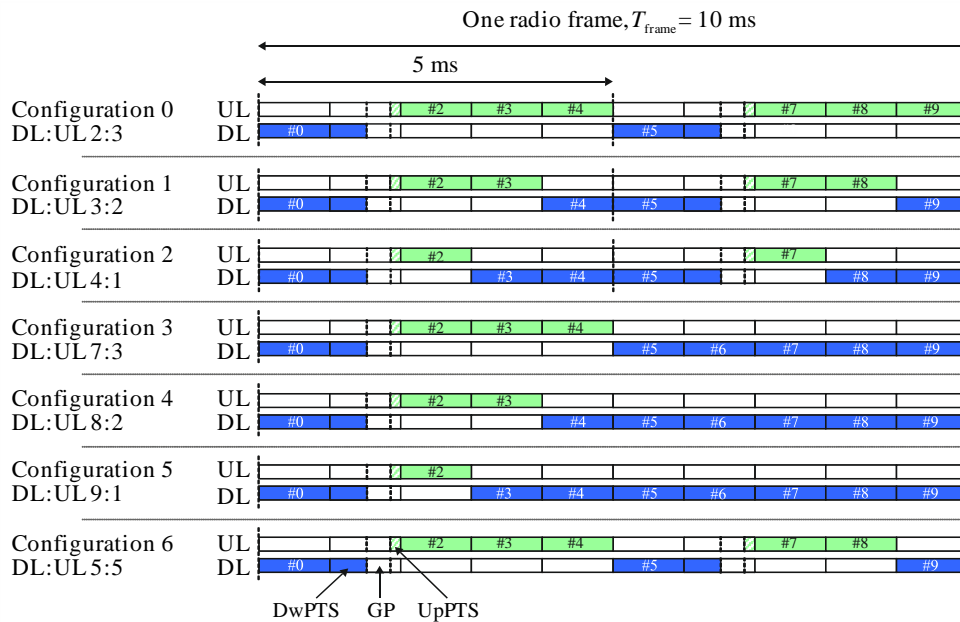 One radio frame, T_frame = 10 ms
5 ms
Configuration 0 UL #2 #3 #4 #7 #8 #9
DL:UL 2:3 DL #0 #5
Configuration 1 UL #2 #3 #7 #8
DL:UL 3:2 DL #0 #4 #5 #9
Configuration 2 UL #2 #7
DL:UL 4:1 DL #0 #3 #4 #5 #8 #9
Configuration 3 UL #2 #3 #4
DL:UL 7:3 DL #0 #5 #6 #7 #8 #9
Configuration 4 UL #2 #3
DL:UL 8:2 DL #0 #4 #5 #6 #7 #8 #9
Configuration 5 UL #2
DL:UL 9:1 DL #0 #3 #4 #5 #6 #7 #8 #9
Configuration 6 UL #2 #3 #4 #7 #8
DL:UL 5:5 DL #0 #5 #9
DwPTS GP UpPTS